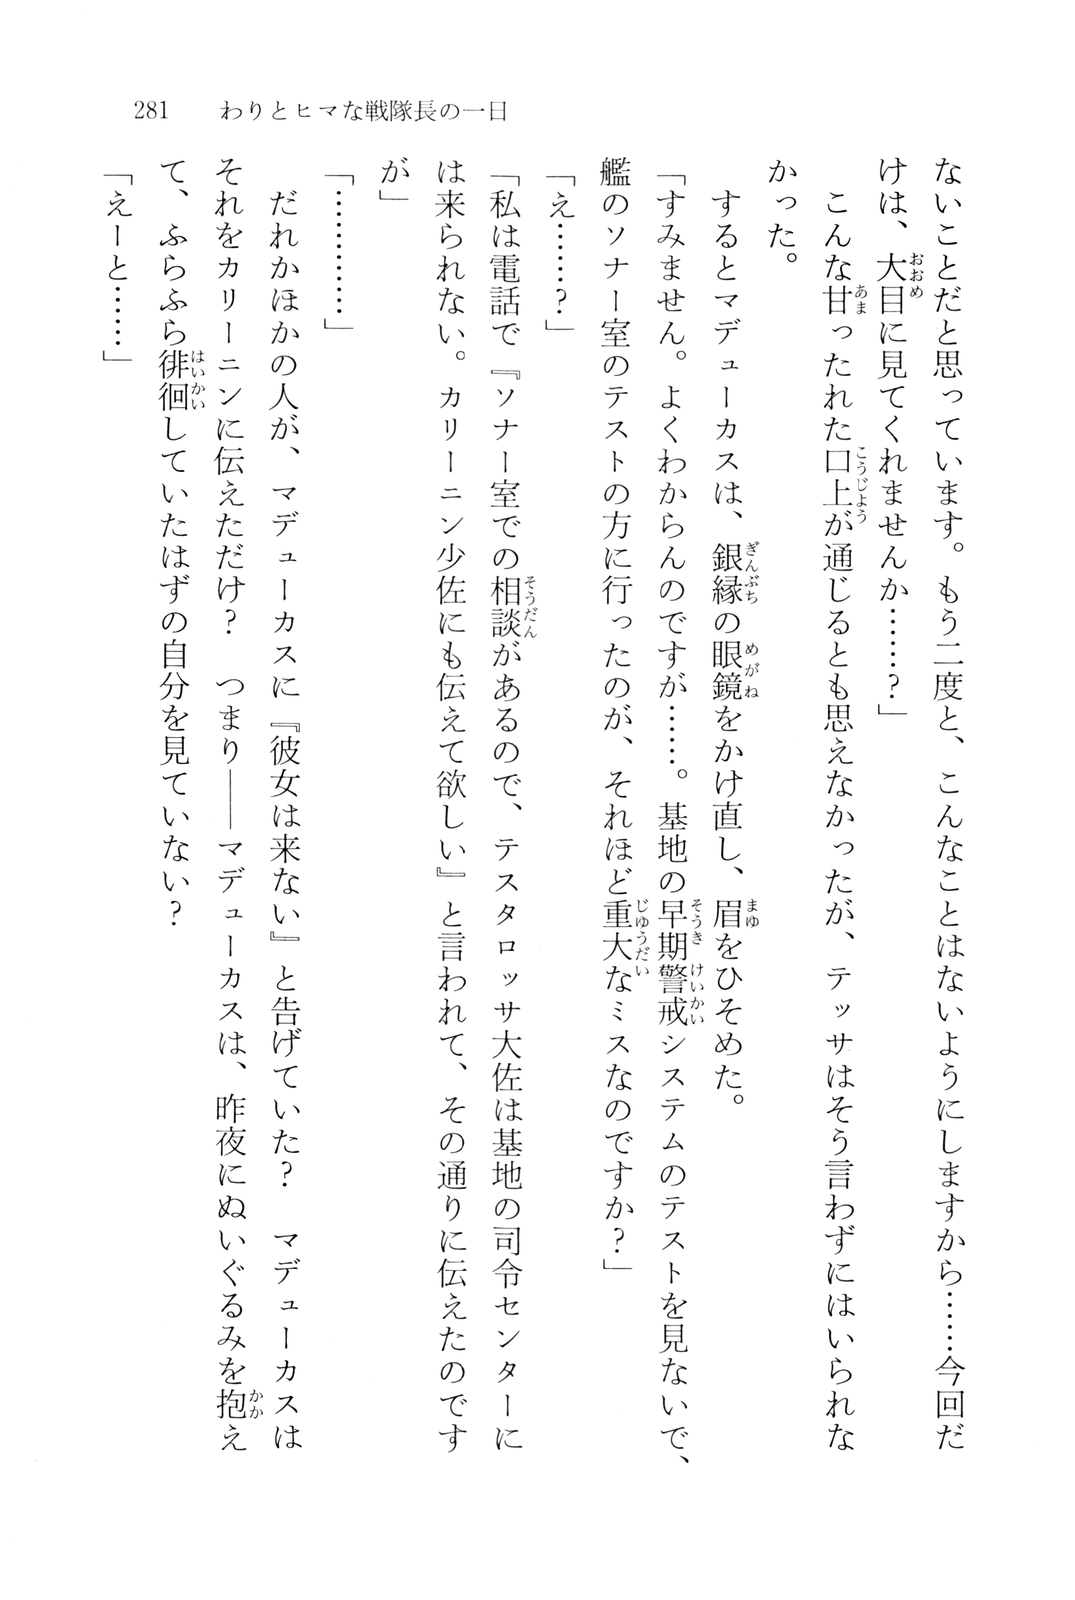 281 わりとヒマな戦隊長の一日
ないことだと思っています。もう二度と、こんなことはないようにしますから……今回だ
けは、大目に見てくれませんか……?」
　こんな甘ったれた口上が通じるとも思えなかったが、テッサはそう言わずにはいられな
かった。
　するとマデューカスは、銀縁の眼鏡をかけ直し、眉をひそめた。
「すみません。よくわからんのですが……。基地の早期警戒システムのテストを見ないで、
艦のソナー室のテストの方に行ったのが、それほど重大なミスなのですか?」
「え……?」
「私は電話で『ソナー室での相談があるので、テスタロッサ大佐は基地の司令センターに
は来られない。カリーニン少佐にも伝えて欲しい』と言われて、その通りに伝えたのです
が」
「…………」
　だれかほかの人が、マデューカスに『彼女は来ない』と告げていた?　マデューカスは
それをカリーニンに伝えただけ?　つまり――マデューカスは、昨夜にぬいぐるみを抱え
て、ふらふら徘徊していたはずの自分を見ていない?
「えーと……」